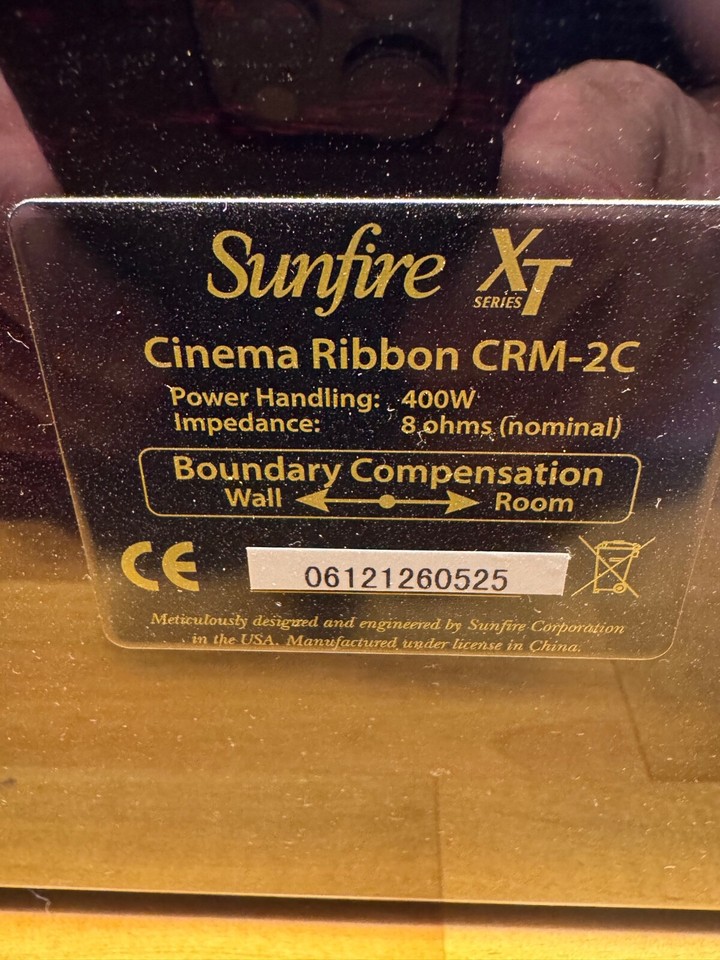 Sunfire XT
SERIES
Cinema Ribbon CRM-2C
Power Handling: 400W
Impedance: 8 ohms (nominal)
Boundary Compensation
Wall Room
CE 06121260525
Meticulously designed and engineered by Sunfire Corporation
in the USA. Manufactured under license in China.